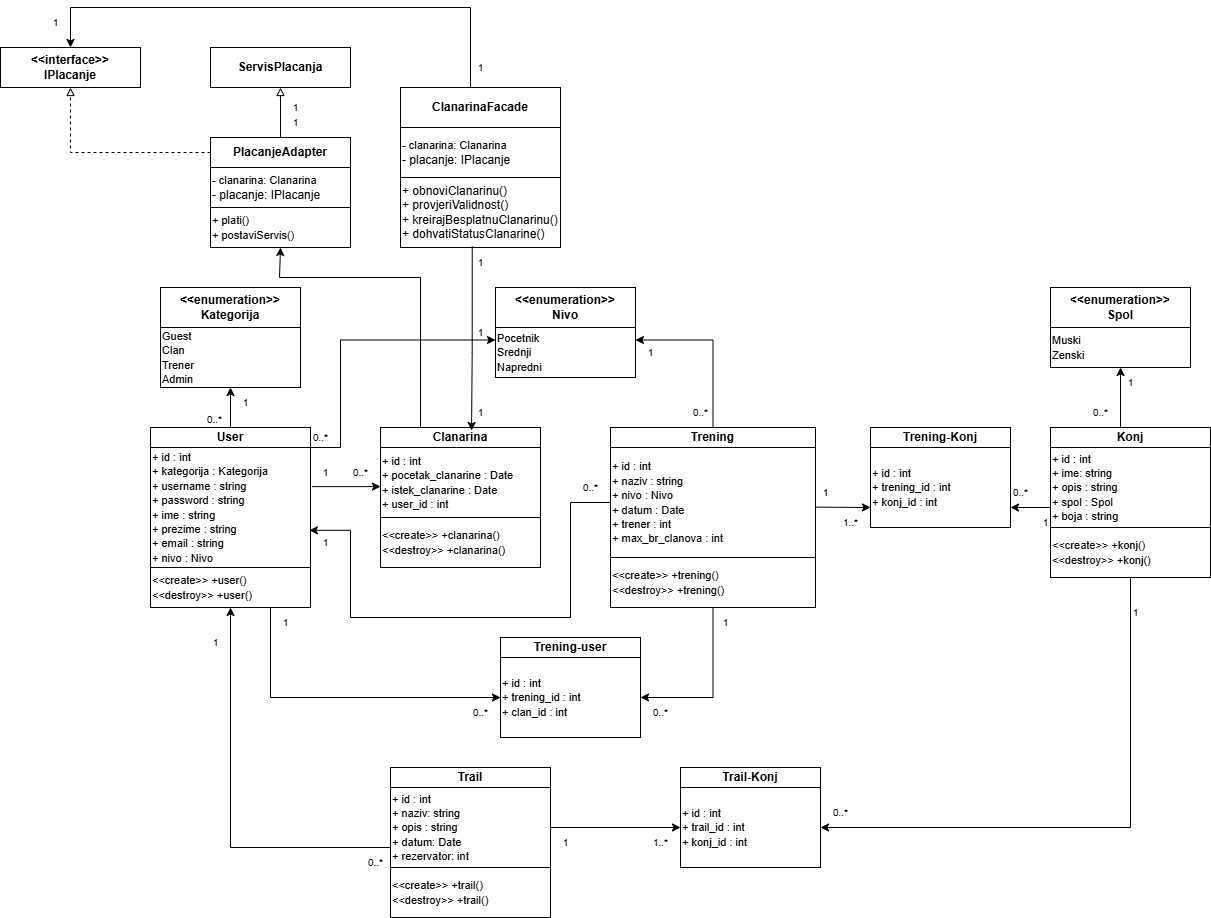 1
<<interface>>
IPlacanje
ServisPlacanja
1
1
1
ClanarinaFacade
- clanarina: Clanarina
- placanje: IPlacanje
+ obnoviClanarinu()
+ provjeriValidnost()
+ kreirajBesplatnuClanarinu()
+ dohvatiStatusClanarine()
PlacanjeAdapter
- clanarina: Clanarina
- placanje: IPlacanje
+ plati()
+ postaviServis()
1
<<enumeration>>
Kategorija
Guest
Clan
Trener
Admin
<<enumeration>>
Nivo
Pocetnik
Srednji
Napredni
<<enumeration>>
Spol
Muski
Zenski
1
1
1
1
0..*
0..*
1
0..*
0..*
User
+ id : int
+ kategorija : Kategorija
+ username : string
+ password : string
+ ime : string
+ prezime : string
+ email : string
+ nivo : Nivo
<<create>> +user()
<<destroy>> +user()
1
0..*
1
Clanarina
+ id : int
+ pocetak_clanarine : Date
+ istek_clanarine : Date
+ user_id : int
<<create>> +clanarina()
<<destroy>> +clanarina()
0..*
Trening
+ id : int
+ naziv : string
+ nivo : Nivo
+ datum : Date
+ trener : int
+ max_br_clanova : int
<<create>> +trening()
<<destroy>> +trening()
1
1..*
Trening-Konj
+ id : int
+ trening_id : int
+ konj_id : int
0..*
1
Konj
+ id : int
+ ime: string
+ opis : string
+ spol : Spol
+ boja : string
<<create>> +konj()
<<destroy>> +konj()
1
1
1
1
Trening-user
+ id : int
+ trening_id : int
+ clan_id : int
0..*
0..*
Trail
+ id : int
+ naziv: string
+ opis : string
+ datum: Date
+ rezervator: int
<<create>> +trail()
<<destroy>> +trail()
0..*
1
1..*
Trail-Konj
+ id : int
+ trail_id : int
+ konj_id : int
0..*